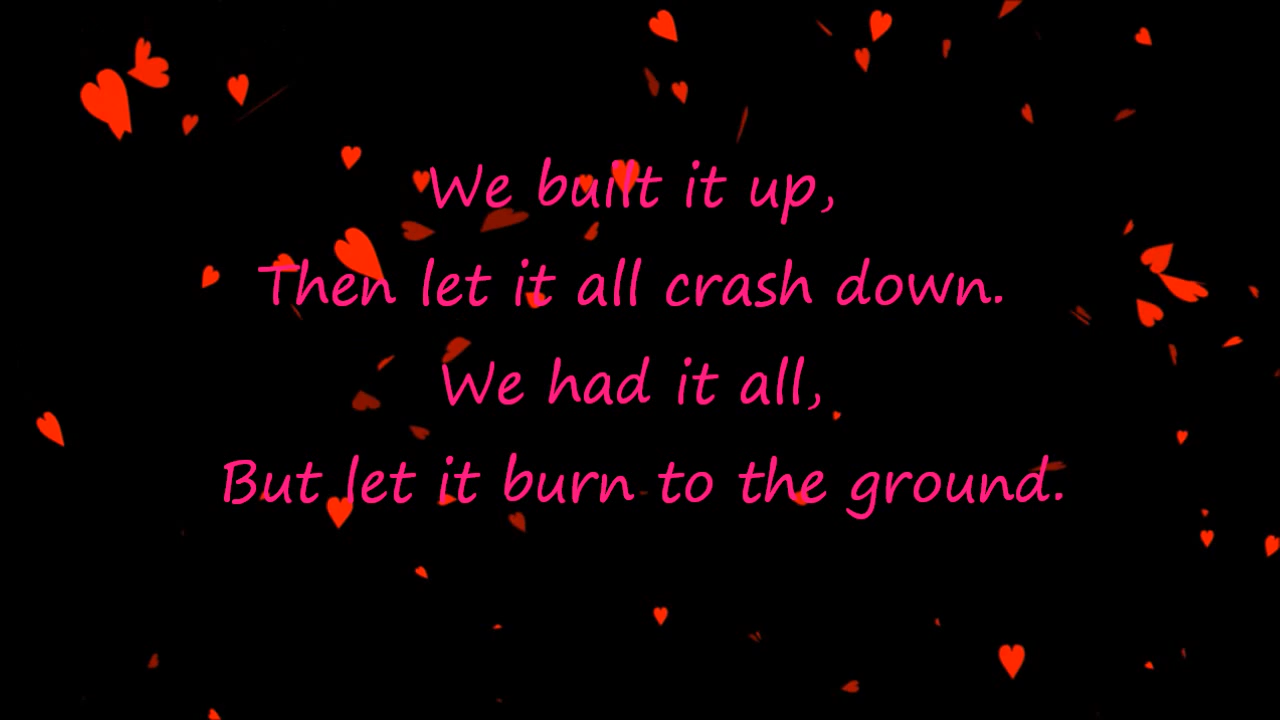 We built it up,
Then let it all crash down.
We had it all,
But let it burn to the ground.